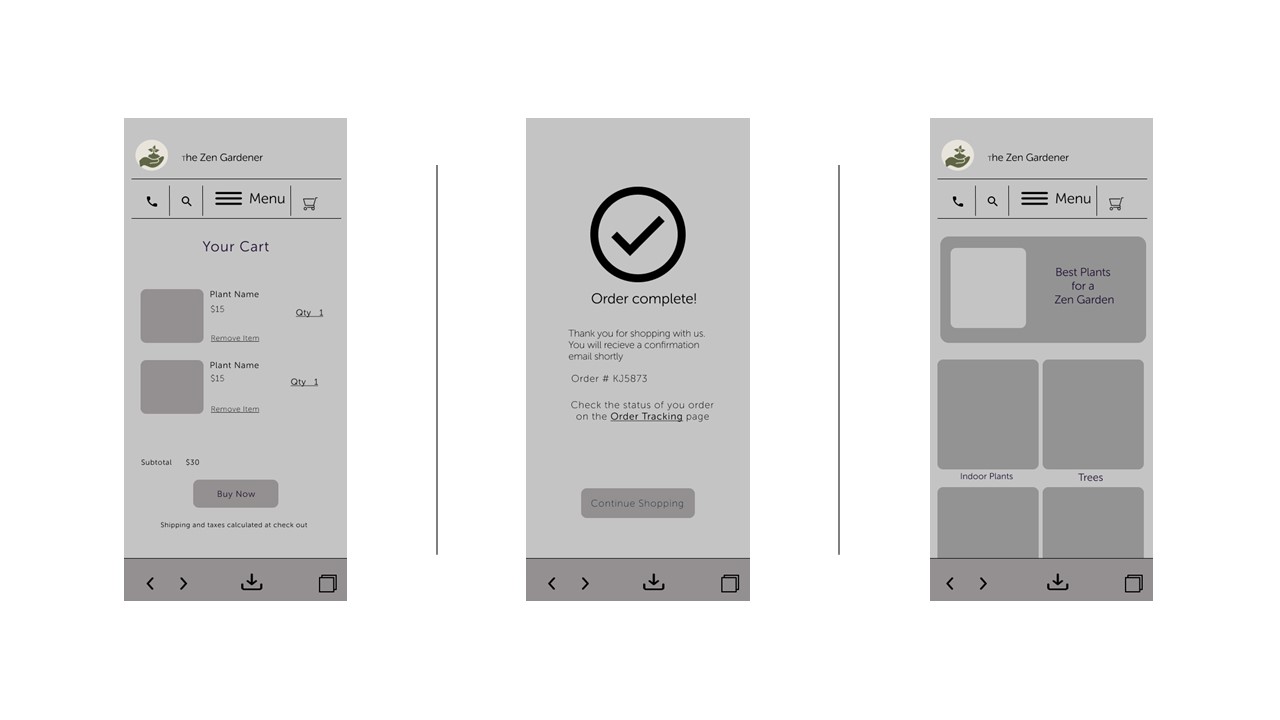 The Zen Gardener
Menu
Your Cart
Plant Name
$15
Qty 1
Remove Item
Plant Name
$15
Qty 1
Remove Item
Subtotal $30
Buy Now
Shipping and taxes calculated at check out
Order complete!
Thank you for shopping with us.
You will recieve a confirmation
email shortly
Order # KJ5873
Check the status of you order
on the Order Tracking page
Continue Shopping
The Zen Gardener
Menu
Best Plants
for a
Zen Garden
Indoor Plants
Trees